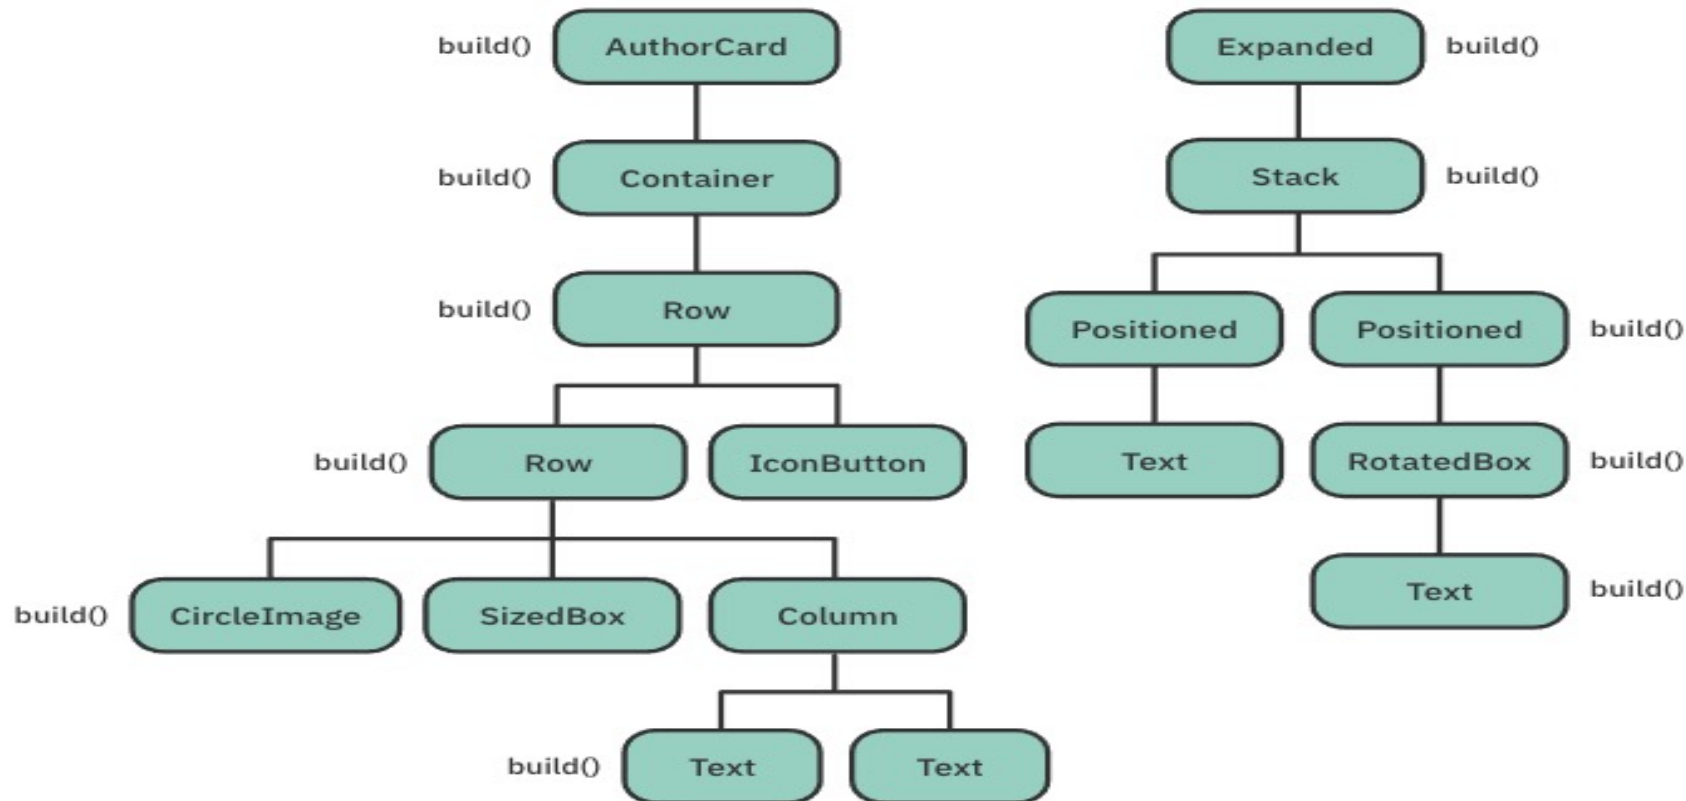 build() AuthorCard
build() Container
build() Row
build() Row IconButton
build() CircleImage SizedBox Column
build() Text Text
Expanded build()
Stack build()
Positioned Positioned build()
Text RotatedBox build()
Text build()